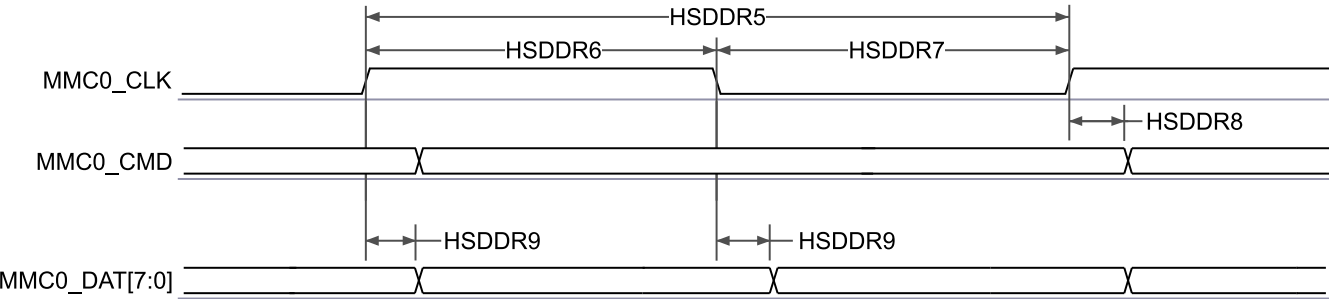 HSDDR5
HSDDR6 HSDDR7
MMC0_CLK
HSDDR8
MMC0_CMD
HSDDR9 HSDDR9
MMC0_DAT[7:0]